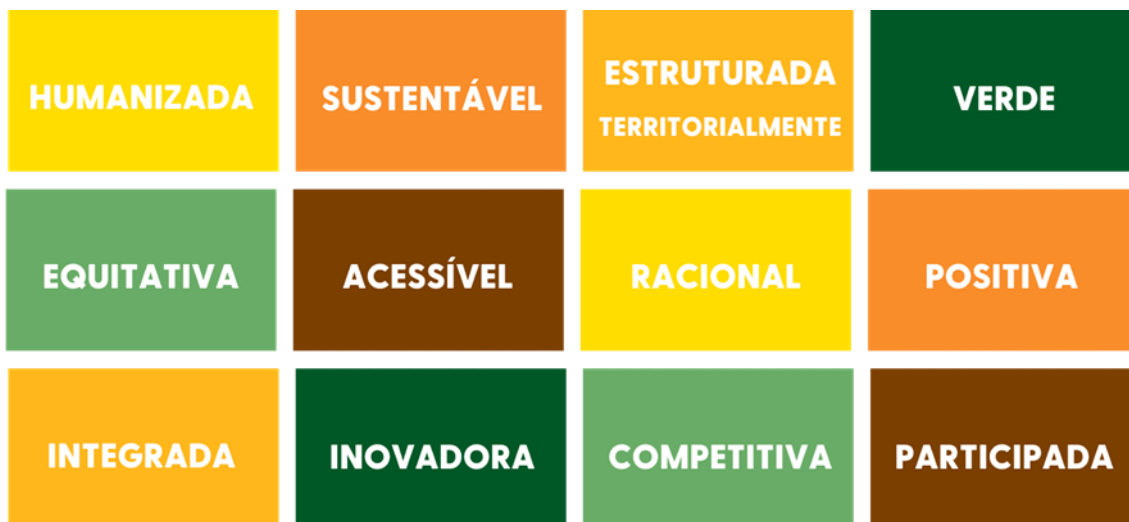 HUMANIZADA
SUSTENTÁVEL
ESTRUTURADA
TERRITORIALMENTE
VERDE
EQUITATIVA
ACESSÍVEL
RACIONAL
POSITIVA
INTEGRADA
INOVADORA
COMPETITIVA
PARTICIPADA